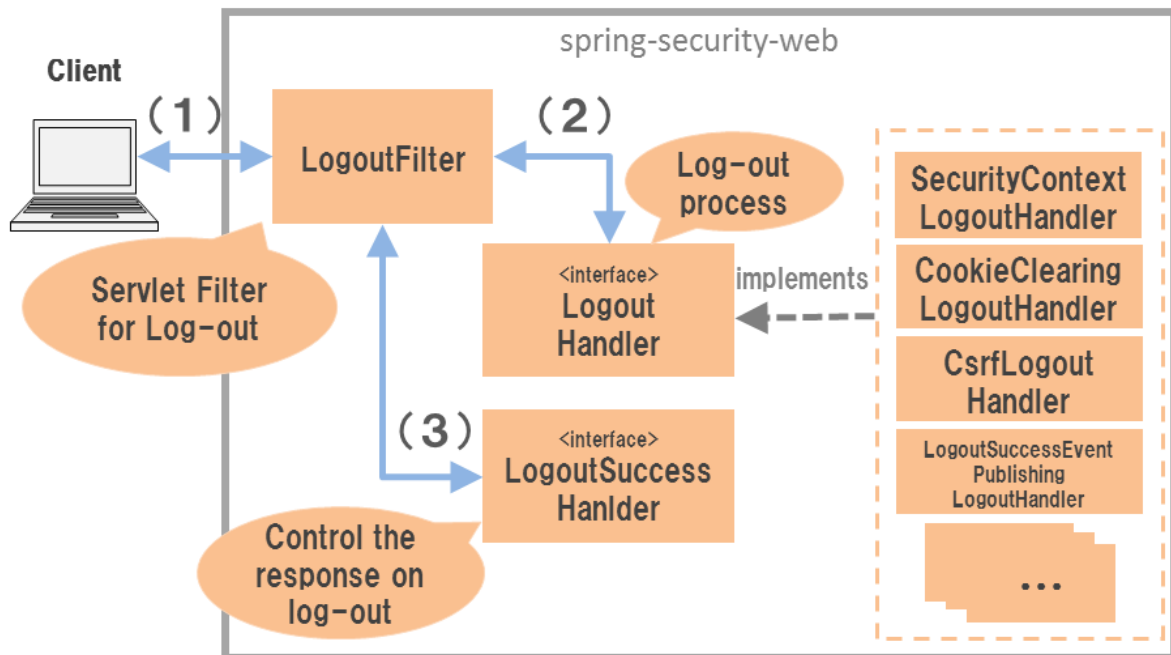 spring-security-web
Client
(1)
(2)
LogoutFilter
Log-out
process
SecurityContext
LogoutHandler
Servlet Filter
for Log-out
<interface>
Logout
Handler
implements
CookieClearing
LogoutHandler
CsrfLogout
Handler
(3)
<interface>
LogoutSuccess
Hanlder
LogoutSuccessEvent
Publishing
LogoutHandler
Control the
response on
log-out
...